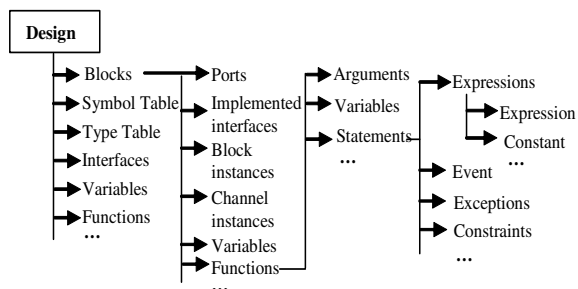 Design
Blocks
Symbol Table
Type Table
Interfaces
Variables
Functions
...
Ports
Implemented
interfaces
Block
instances
Channel
instances
Variables
Functions
...
Arguments
Variables
Statements
...
Expressions
Expression
Constant
...
Event
Exceptions
Constraints
...